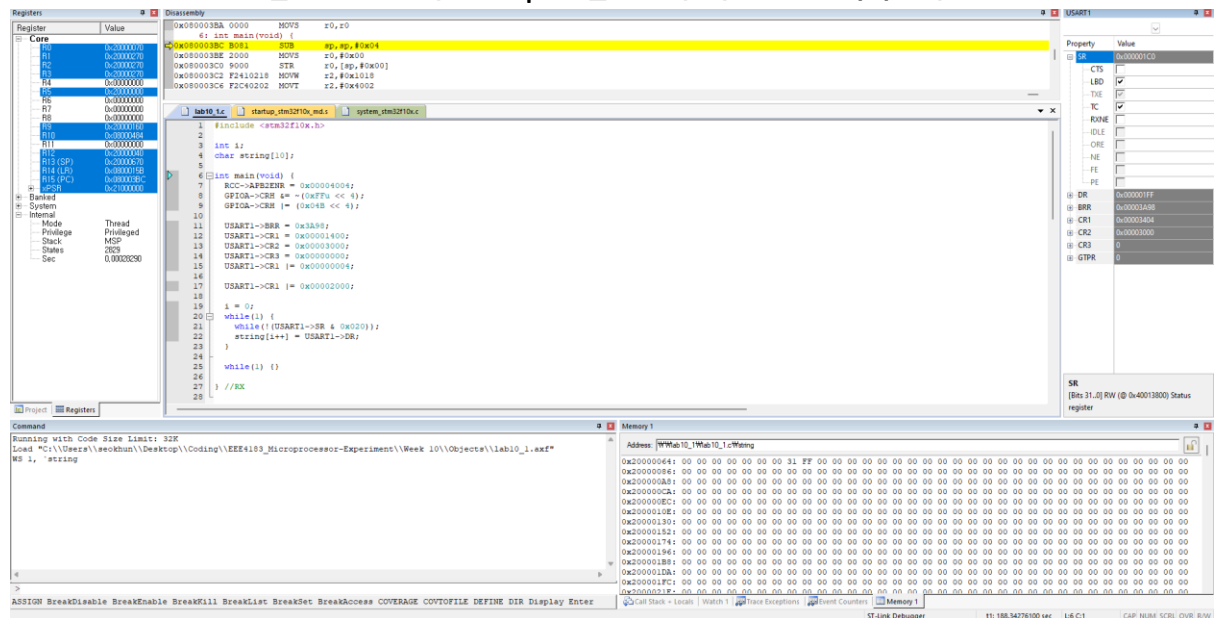 Registers
Register Value
Core
R0 0x20000070
R1 0x20000270
R2 0x20000270
R3 0x20000270
R4 0x00000000
R5 0x20000000
R6 0x00000000
R7 0x00000000
R8 0x00000000
R9 0x20000160
R10 0x08000484
R11 0x00000000
R12 0x20000040
R13 (SP) 0x20000670
R14 (LR) 0x0800015B
R15 (PC) 0x080003BC
xPSR 0x21000000
Banked
System
Internal
Mode Thread
Privilege Privileged
Stack MSP
States 2829
Sec 0,00028290
Project Registers
Disassembly
0x080003BA 0000 MOVS r0,r0
6: int main(void) {
0x080003BC B081 SUB sp,sp,#0x04
0x080003BE 2000 MOVS r0,#0x00
0x080003C0 9000 STR r0,[sp,#0x00]
0x080003C2 F2410218 MOVW r2,#0x1018
0x080003C6 F2C40202 MOVT r2,#0x4002
lab10_1.c startup_stm32f10x_md.s system_stm32f10x.c
1 #include <stm32f10x.h>
2
3 int i;
4 char string[10];
5
6 int main(void) {
7 RCC->APB2ENR = 0x00004004;
8 GPIOA->CRH &= ~(0xFFu << 4);
9 GPIOA->CRH |= (0x04B << 4);
10
11 USART1->BRR = 0x3A98;
12 USART1->CR1 = 0x00001400;
13 USART1->CR2 = 0x00003000;
14 USART1->CR3 = 0x00000000;
15 USART1->CR1 |= 0x00000004;
16
17 USART1->CR1 |= 0x00002000;
18
19 i = 0;
20 while(1) {
21 while(!(USART1->SR & 0x020));
22 string[i++] = USART1->DR;
23 }
24
25 while(1) {}
26
27 } //RX
28
USART1
Property Value
SR 0x000001C0
CTS
LBD
TXE
TC
RXNE
IDLE
ORE
NE
FE
PE
DR 0x000001FF
BRR 0x00003A98
CR1 0x00003404
CR2 0x00003000
CR3 0
GTPR 0
SR
[Bits 31..0] RW (@ 0x40013800) Status
register
Command
Running with Code Size Limit: 32K
Load "C:\\Users\\seokhun\\Desktop\\Coding\\EEE4183_Microprocessor-Experiment\\Week 10\\Objects\\lab10_1.axf"
WS 1, `string
>
ASSIGN BreakDisable BreakEnable BreakKill BreakList BreakSet BreakAccess COVERAGE COVTOFILE DEFINE DIR Display Enter
Memory 1
Address: ₩₩lab10_1₩lab10_1.c₩string
0x20000064: 00 00 00 00 00 00 00 31 FF 00 00 00 00 00 00 00 00 00 00 00 00 00 00 00 00 00 00 00 00 00 00 00 00 00
0x20000086: 00 00 00 00 00 00 00 00 00 00 00 00 00 00 00 00 00 00 00 00 00 00 00 00 00 00 00 00 00 00 00 00 00 00
0x200000A8: 00 00 00 00 00 00 00 00 00 00 00 00 00 00 00 00 00 00 00 00 00 00 00 00 00 00 00 00 00 00 00 00 00 00
0x200000CA: 00 00 00 00 00 00 00 00 00 00 00 00 00 00 00 00 00 00 00 00 00 00 00 00 00 00 00 00 00 00 00 00 00 00
0x200000EC: 00 00 00 00 00 00 00 00 00 00 00 00 00 00 00 00 00 00 00 00 00 00 00 00 00 00 00 00 00 00 00 00 00 00
0x2000010E: 00 00 00 00 00 00 00 00 00 00 00 00 00 00 00 00 00 00 00 00 00 00 00 00 00 00 00 00 00 00 00 00 00 00
0x20000130: 00 00 00 00 00 00 00 00 00 00 00 00 00 00 00 00 00 00 00 00 00 00 00 00 00 00 00 00 00 00 00 00 00 00
0x20000152: 00 00 00 00 00 00 00 00 00 00 00 00 00 00 00 00 00 00 00 00 00 00 00 00 00 00 00 00 00 00 00 00 00 00
0x20000174: 00 00 00 00 00 00 00 00 00 00 00 00 00 00 00 00 00 00 00 00 00 00 00 00 00 00 00 00 00 00 00 00 00 00
0x20000196: 00 00 00 00 00 00 00 00 00 00 00 00 00 00 00 00 00 00 00 00 00 00 00 00 00 00 00 00 00 00 00 00 00 00
0x200001B8: 00 00 00 00 00 00 00 00 00 00 00 00 00 00 00 00 00 00 00 00 00 00 00 00 00 00 00 00 00 00 00 00 00 00
0x200001DA: 00 00 00 00 00 00 00 00 00 00 00 00 00 00 00 00 00 00 00 00 00 00 00 00 00 00 00 00 00 00 00 00 00 00
0x200001FC: 00 00 00 00 00 00 00 00 00 00 00 00 00 00 00 00 00 00 00 00 00 00 00 00 00 00 00 00 00 00 00 00 00 00
Call Stack + Locals Watch 1 Trace Exceptions Event Counters Memory 1
ST-Link Debugger t1: 188,34276100 sec L:6 C:1 CAP NUM SCRL OVR R/W